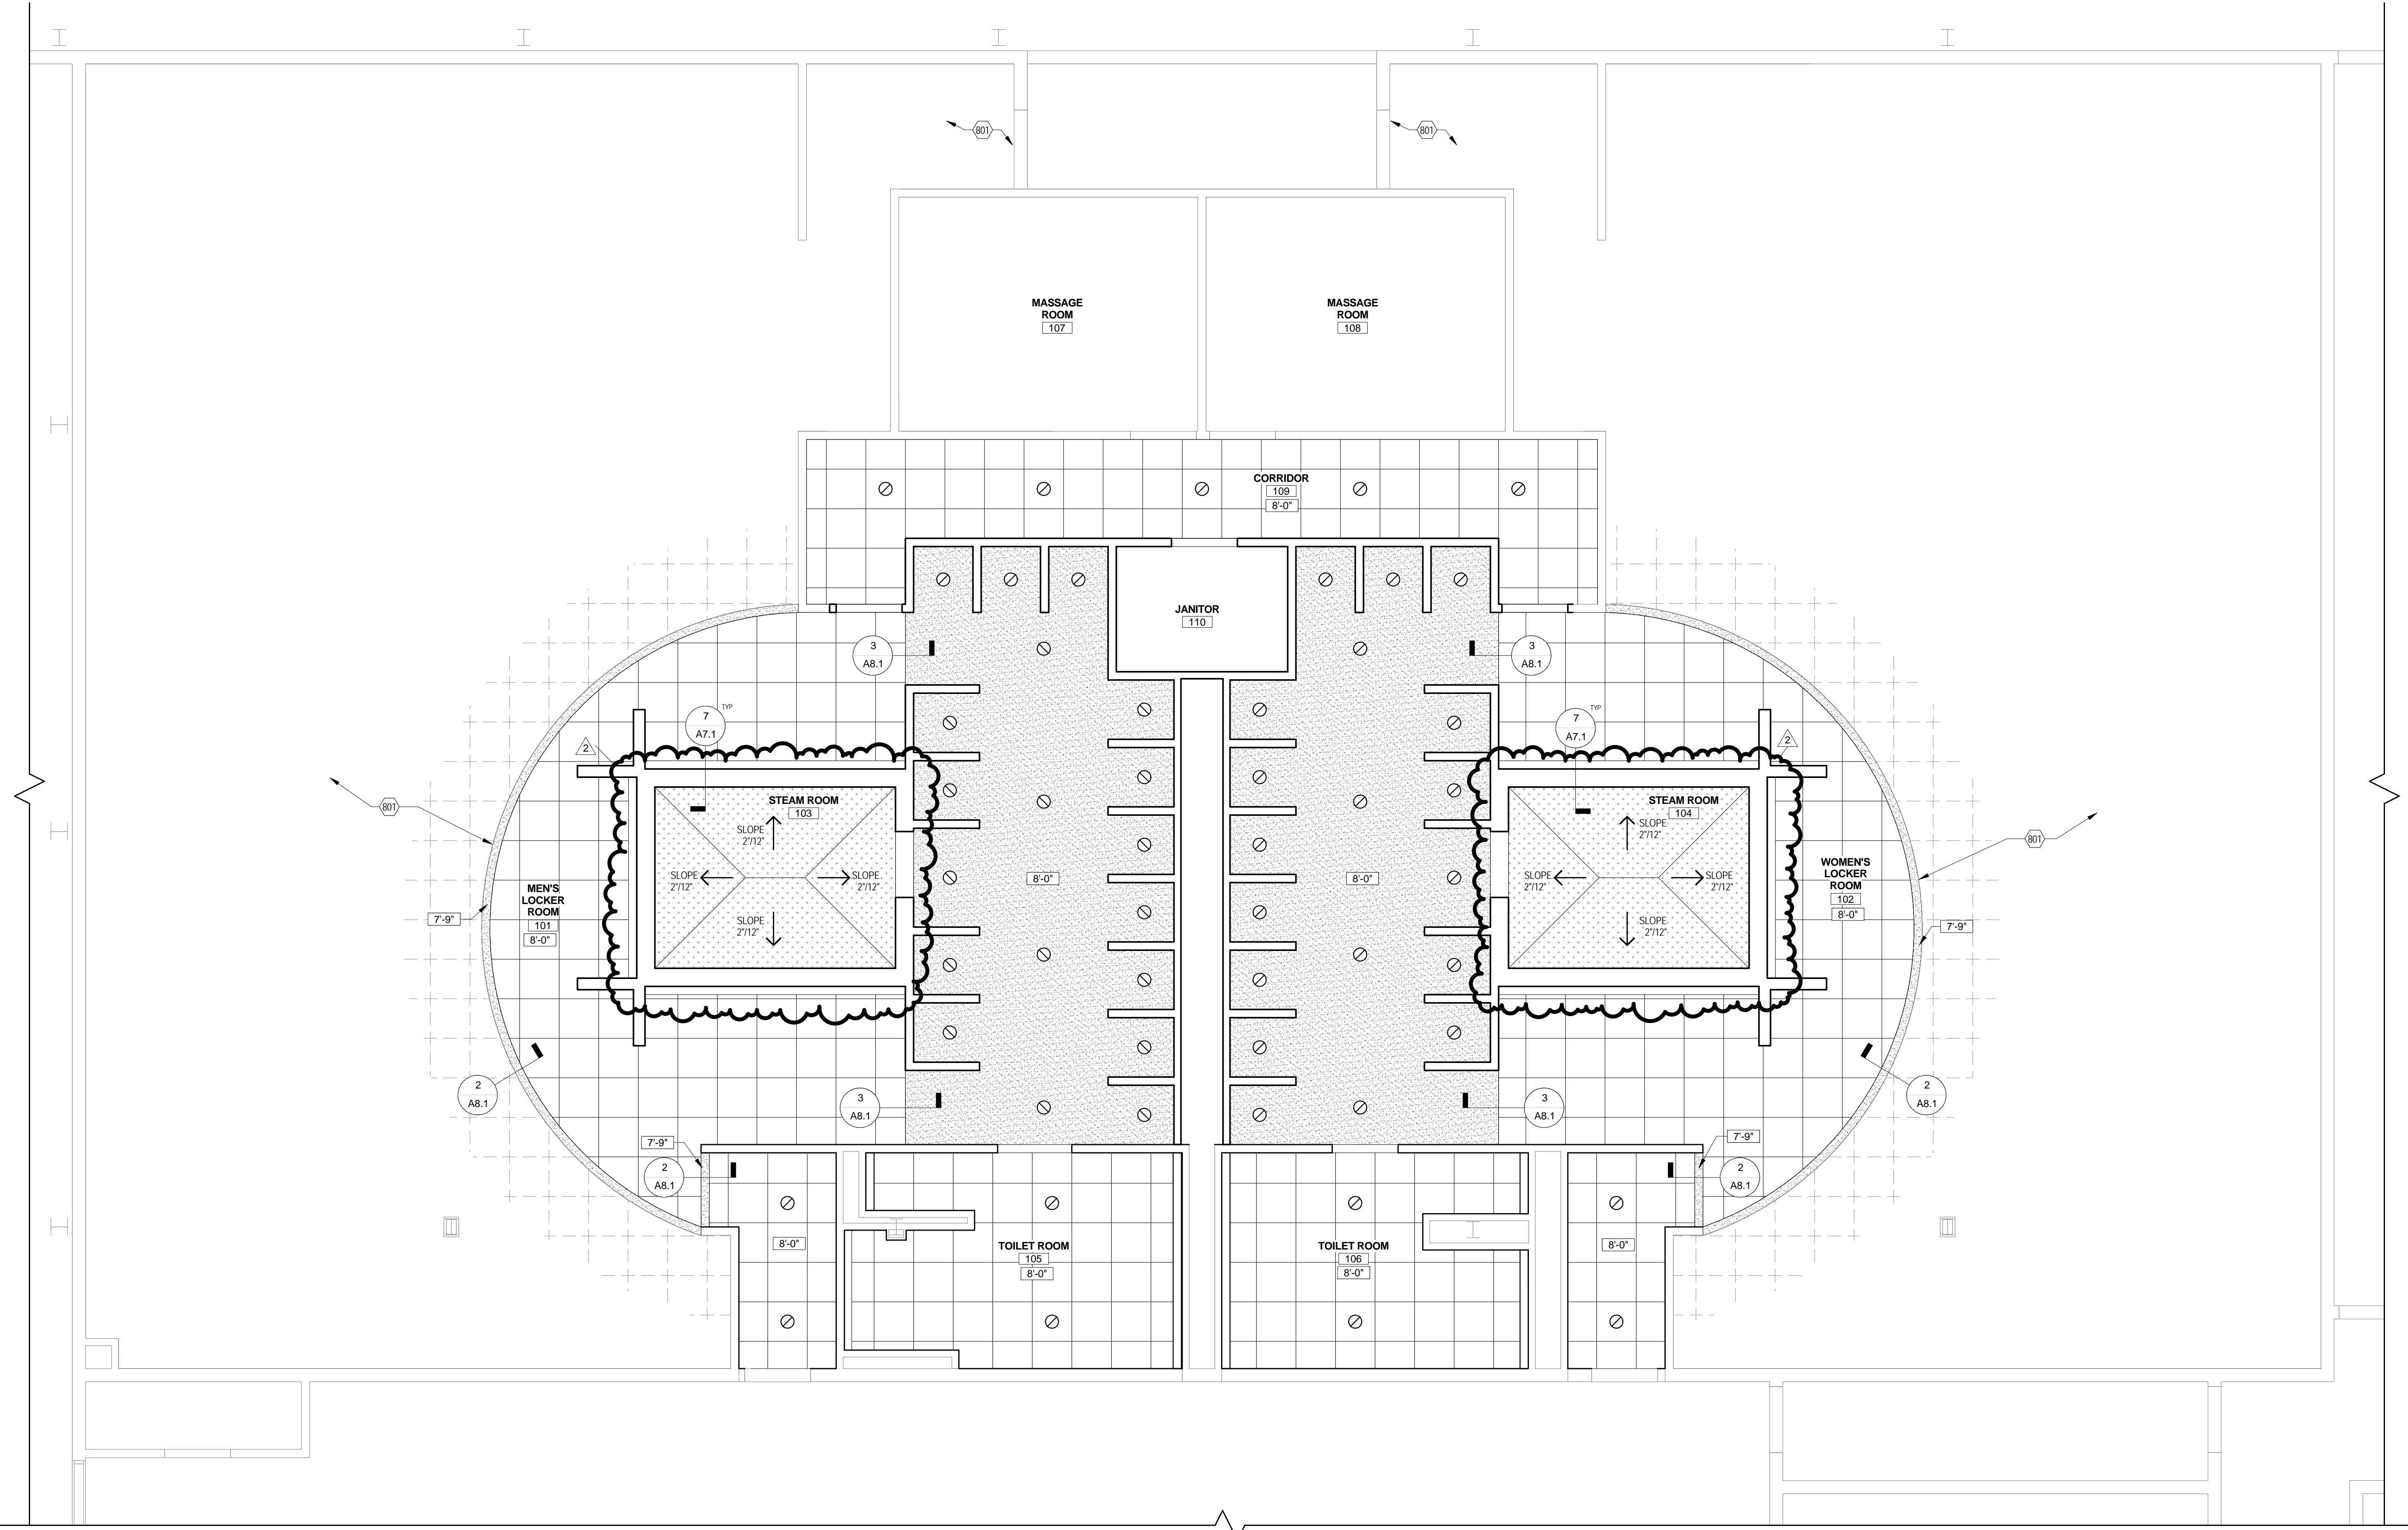 801
801
MASSAGE
ROOM
107
MASSAGE
ROOM
108
CORRIDOR
109
8'-0"
JANITOR
110
3
A8.1
3
A8.1
7
A7.1
TYP
7
A7.1
TYP
2
2
801
801
STEAM ROOM
103
SLOPE
2"/12"
SLOPE
2"/12"
SLOPE
2"/12"
SLOPE
2"/12"
STEAM ROOM
104
SLOPE
2"/12"
SLOPE
2"/12"
SLOPE
2"/12"
SLOPE
2"/12"
8'-0"
8'-0"
MEN'S
LOCKER
ROOM
101
8'-0"
7'-9"
WOMEN'S
LOCKER
ROOM
102
8'-0"
7'-9"
2
A8.1
3
A8.1
3
A8.1
2
A8.1
7'-9"
2
A8.1
7'-9"
2
A8.1
8'-0"
TOILET ROOM
105
8'-0"
TOILET ROOM
106
8'-0"
8'-0"